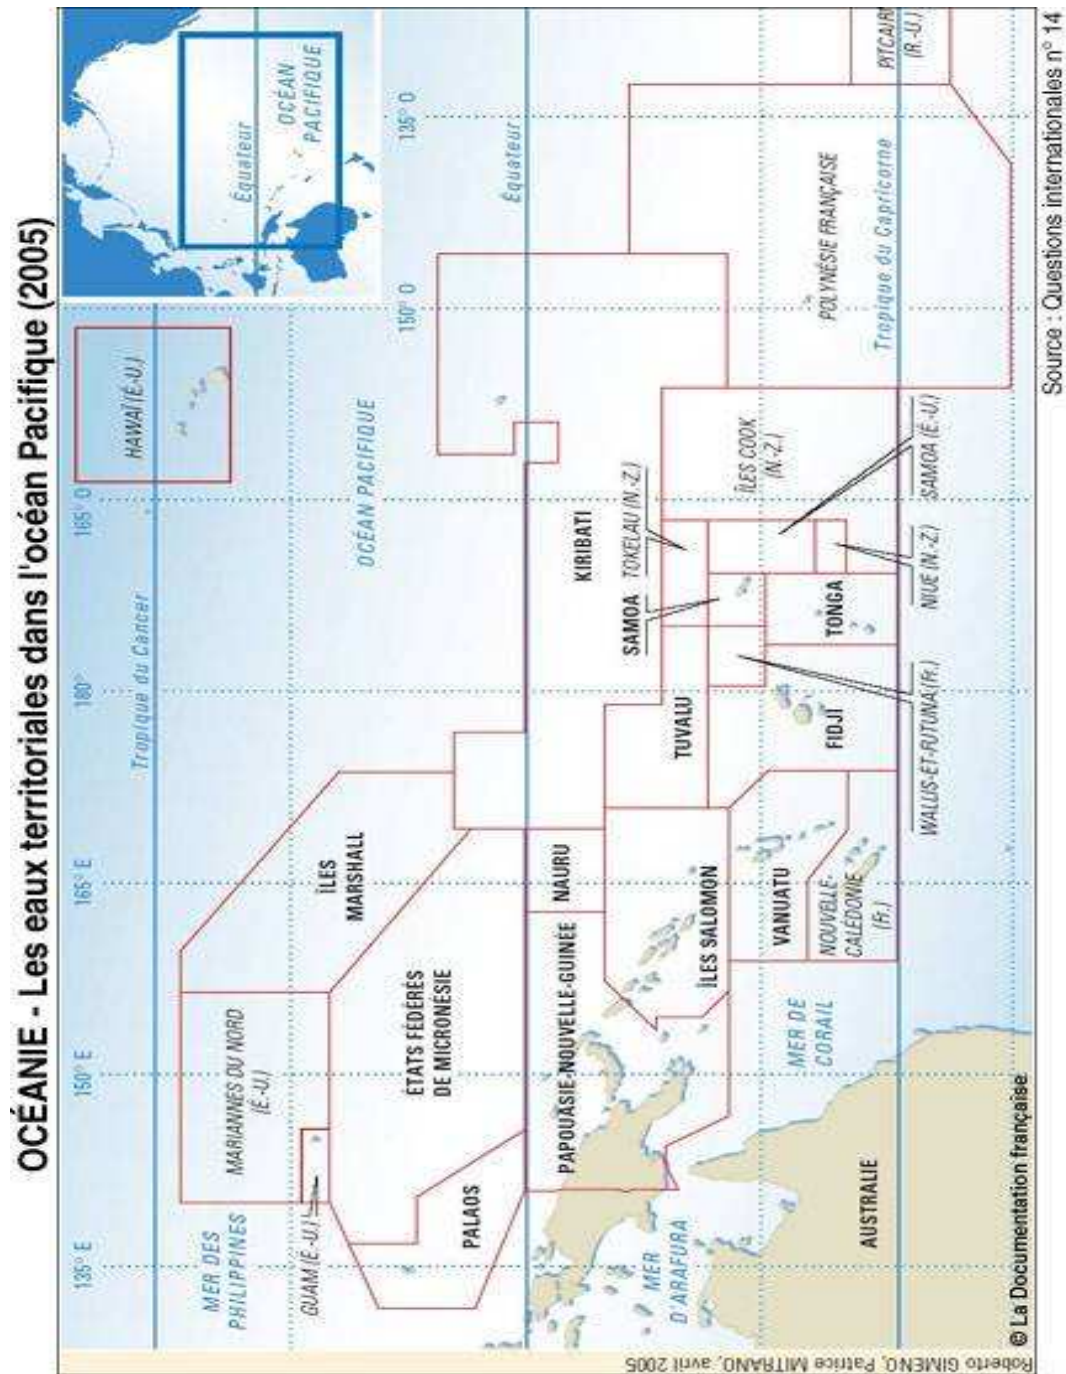 OCÉANIE - Les eaux territoriales dans l'océan Pacifique (2005)
135° E
150° E
165° E
180°
165° O
Tropique du Cancer
HAWAÏ (É.-U.)
Équateur
OCÉAN
PACIFIQUE
MER DES
PHILIPPINES
MARIANNES DU NORD
(É.-U.)
GUAM (É.-U.)
ÎLES
MARSHALL
OCÉAN PACIFIQUE
150° O
135° O
PALAOS
ÉTATS FÉDÉRÉS
DE MICRONÉSIE
Équateur
PAPOUASIE-NOUVELLE-GUINÉE
NAURU
KIRIBATI
MER
D'ARAFURA
ÎLES SALOMON
TUVALU
SAMOA
TOKELAU (N.-Z.)
MER DE
CORAIL
VANUATU
NOUVELLE-
CALÉDONIE
(Fr.)
FIDJI
TONGA
ÎLES COOK
(N.-Z.)
POLYNÉSIE FRANÇAISE
PITCAIRN
(R.-U.)
Tropique du Capricorne
AUSTRALIE
WALLIS-ET-FUTUNA (Fr.)
NIUE (N.-Z.)
SAMOA (É.-U.)
© La Documentation française
Roberto GIMENO, Patrice MITRANO, avril 2005
Source : Questions internationales n° 14